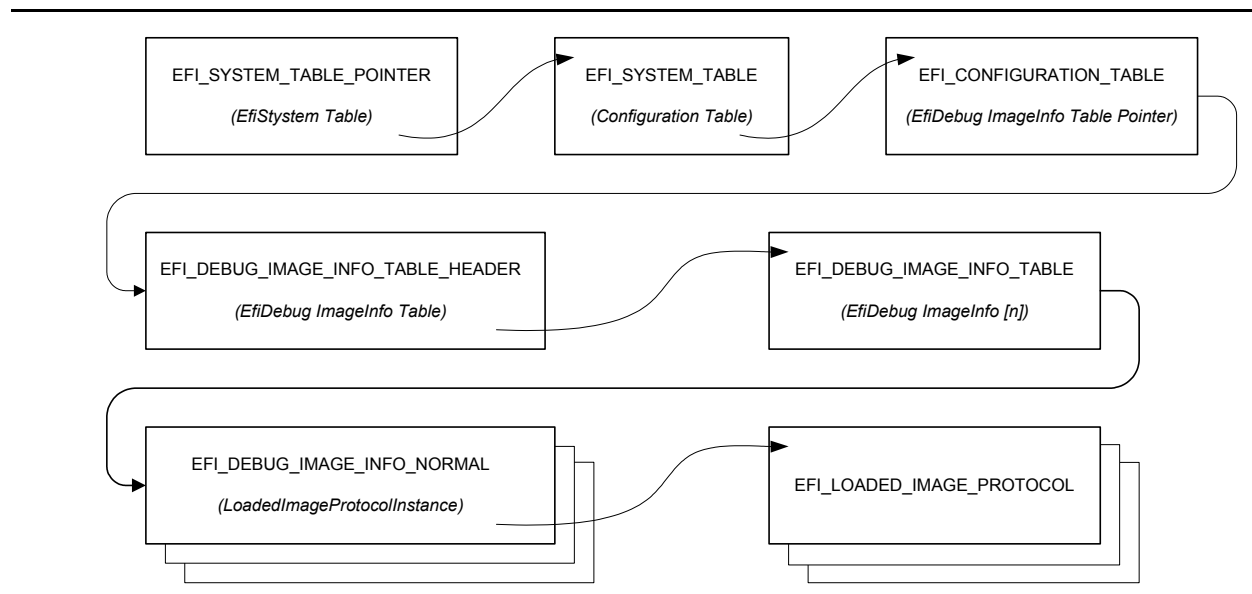 EFI_SYSTEM_TABLE_POINTER
(EfiStystem Table)
EFI_SYSTEM_TABLE
(Configuration Table)
EFI_CONFIGURATION_TABLE
(EfiDebug ImageInfo Table Pointer)
EFI_DEBUG_IMAGE_INFO_TABLE_HEADER
(EfiDebug ImageInfo Table)
EFI_DEBUG_IMAGE_INFO_TABLE
(EfiDebug ImageInfo [n])
EFI_DEBUG_IMAGE_INFO_NORMAL
(LoadedImageProtocolInstance)
EFI_LOADED_IMAGE_PROTOCOL